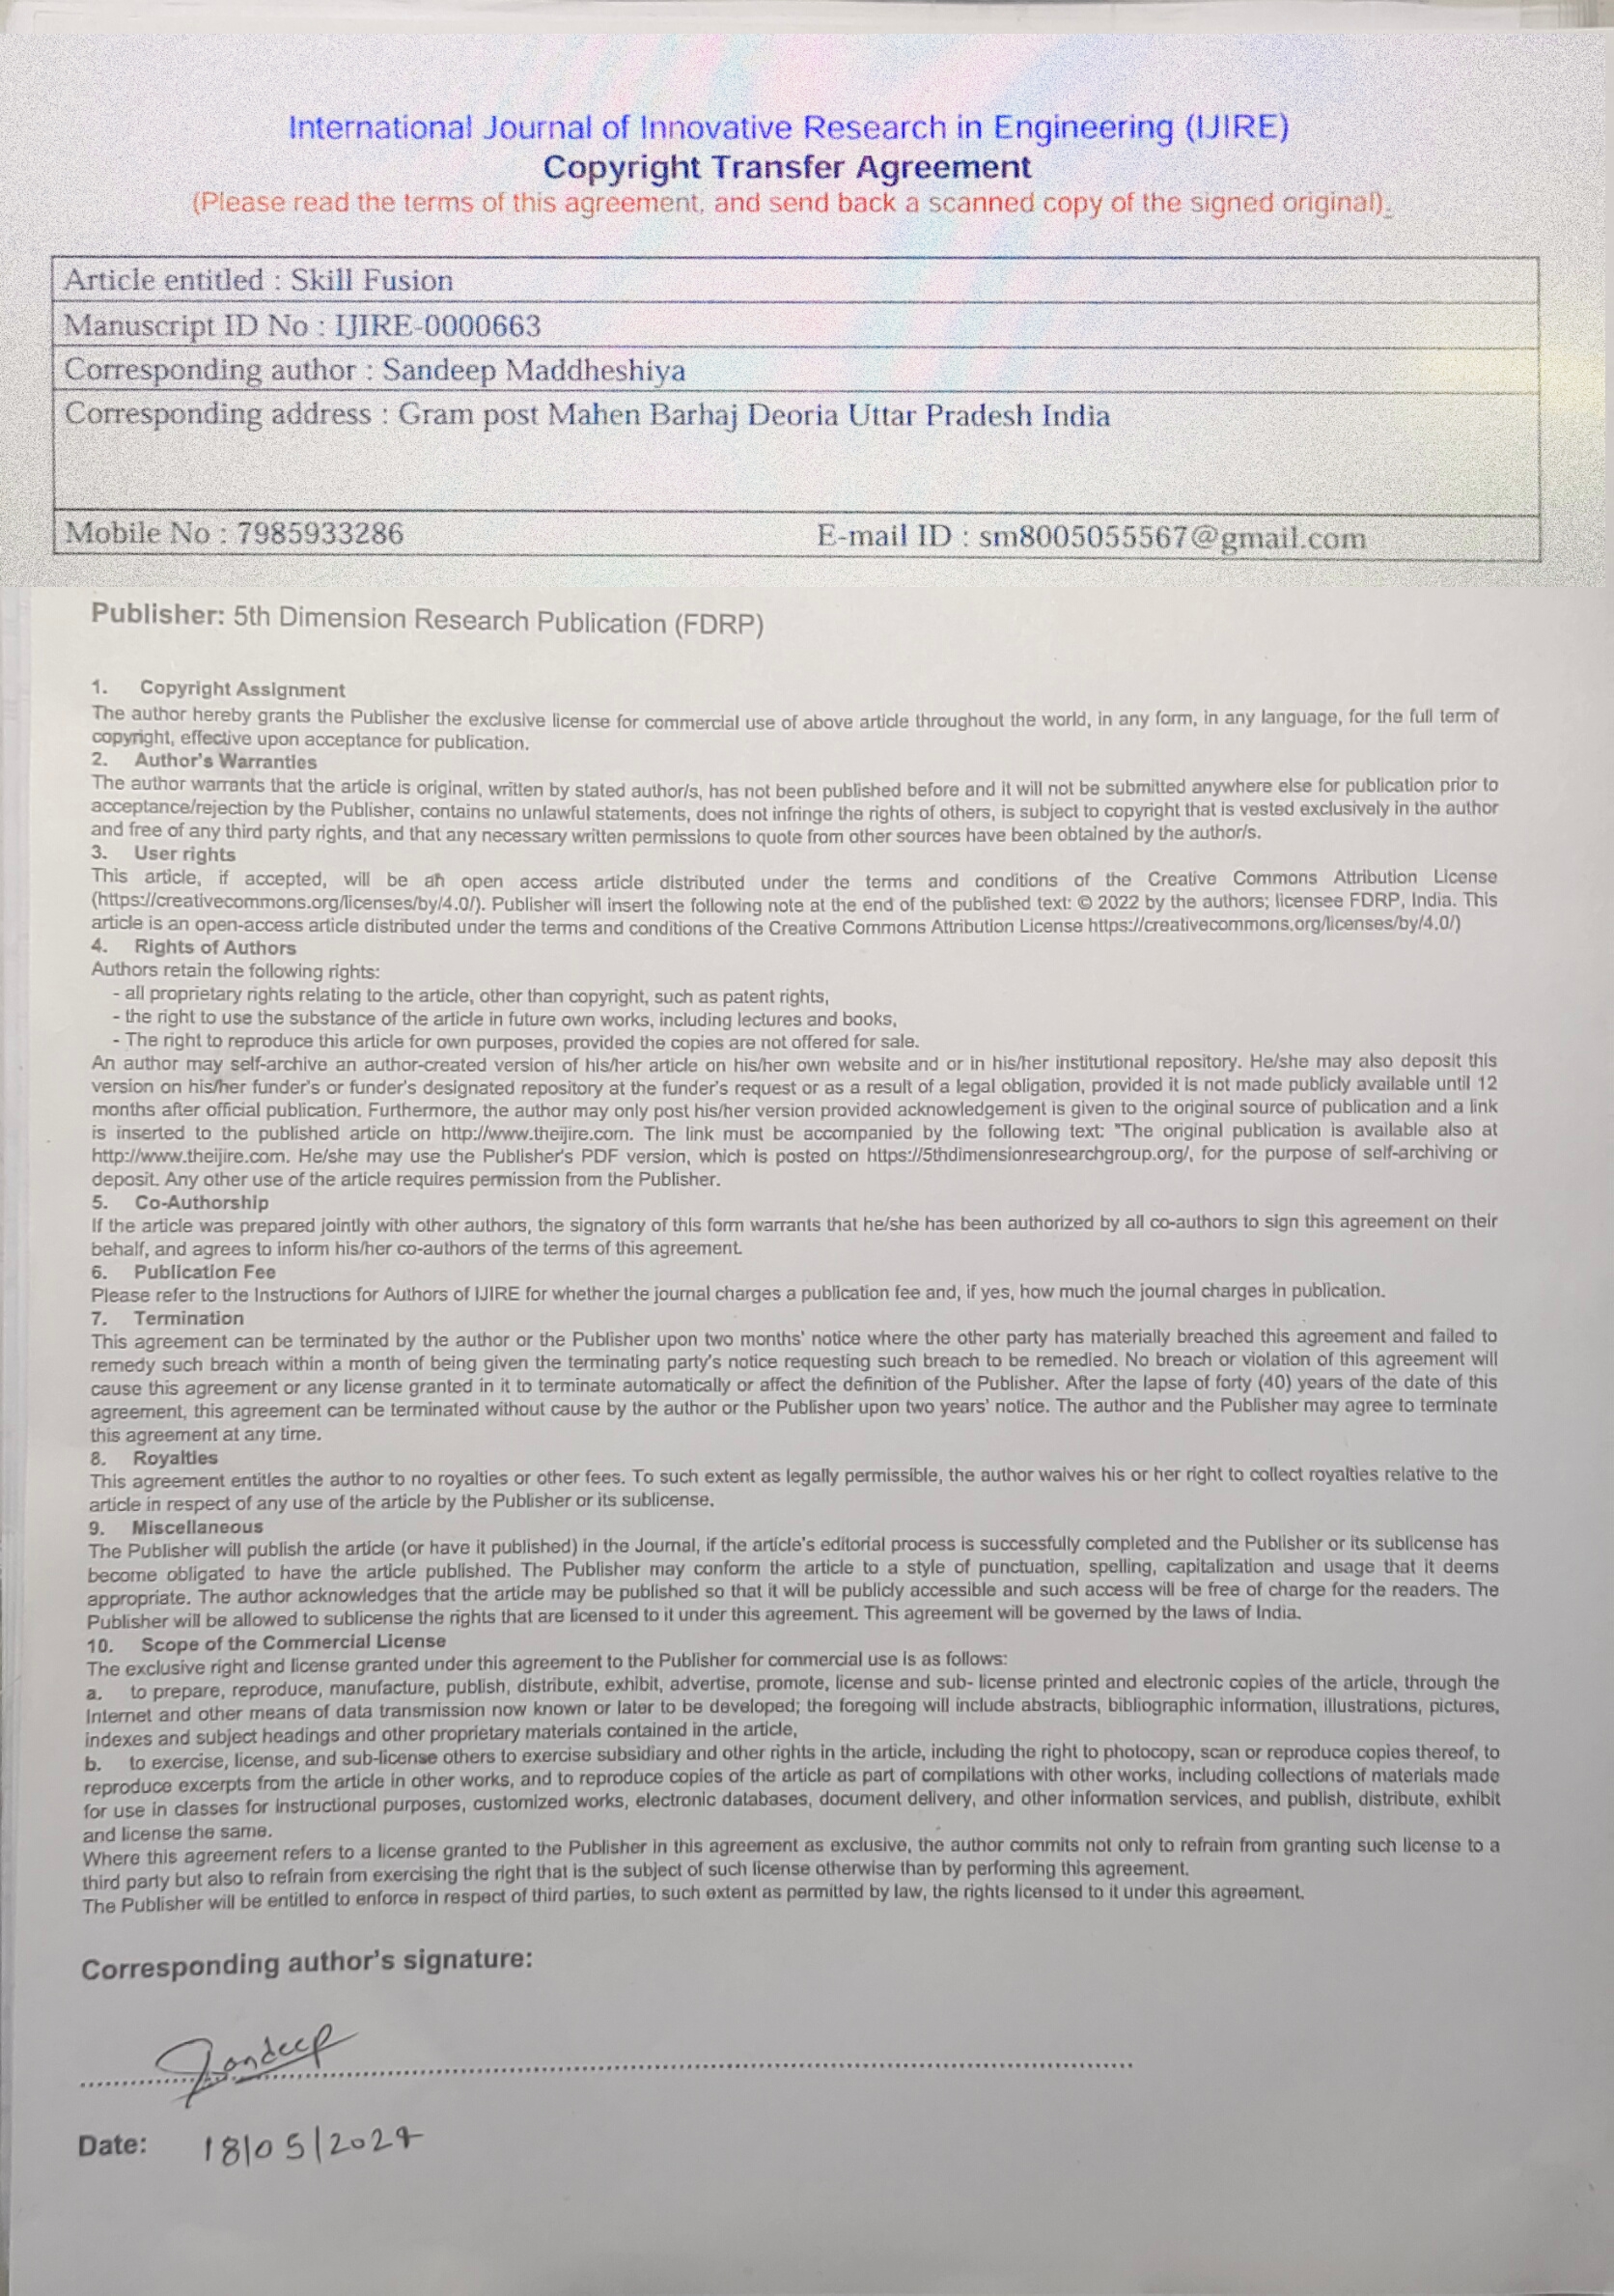 International Journal of Innovative Research in Engineering (IJIRE)
Copyright Transfer Agreement
(Please read the terms of this agreement, and send back a scanned copy of the signed original).
Article entitled : Skill Fusion
Manuscript ID No : IJIRE-0000663
Corresponding author : Sandeep Maddheshiya
Corresponding address : Gram post Mahen Barhaj Deoria Uttar Pradesh India
Mobile No : 7985933286 E-mail ID : sm8005055567@gmail.com
Publisher: 5th Dimension Research Publication (FDRP)
1. Copyright Assignment
The author hereby grants the Publisher the exclusive license for commercial use of above article throughout the world, in any form, in any language, for the full term of
copyright, effective upon acceptance for publication.
2. Author's Warranties
The author warrants that the article is original, written by stated author/s, has not been published before and it will not be submitted anywhere else for publication prior to
acceptance/rejection by the Publisher, contains no unlawful statements, does not infringe the rights of others, is subject to copyright that is vested exclusively in the author
and free of any third party rights, and that any necessary written permissions to quote from other sources have been obtained by the author/s.
3. User rights
This article, if accepted, will be an open access article distributed under the terms and conditions of the Creative Commons Attribution License
(https://creativecommons.org/licenses/by/4.0/). Publisher will insert the following note at the end of the published text: © 2022 by the authors; licensee FDRP, India. This
article is an open-access article distributed under the terms and conditions of the Creative Commons Attribution License https://creativecommons.org/licenses/by/4.0/)
4. Rights of Authors
Authors retain the following rights:
- all proprietary rights relating to the article, other than copyright, such as patent rights,
- the right to use the substance of the article in future own works, including lectures and books,
- The right to reproduce this article for own purposes, provided the copies are not offered for sale.
An author may self-archive an author-created version of his/her article on his/her own website and or in his/her institutional repository. He/she may also deposit this
version on his/her funder's or funder's designated repository at the funder's request or as a result of a legal obligation, provided it is not made publicly available until 12
months after official publication. Furthermore, the author may only post his/her version provided acknowledgement is given to the original source of publication and a link
is inserted to the published article on http://www.theijire.com. The link must be accompanied by the following text: "The original publication is available also at
http://www.theijire.com. He/she may use the Publisher's PDF version, which is posted on https://5thdimensionresearchgroup.org/, for the purpose of self-archiving or
deposit. Any other use of the article requires permission from the Publisher.
5. Co-Authorship
If the article was prepared jointly with other authors, the signatory of this form warrants that he/she has been authorized by all co-authors to sign this agreement on their
behalf, and agrees to inform his/her co-authors of the terms of this agreement.
6. Publication Fee
Please refer to the Instructions for Authors of IJIRE for whether the journal charges a publication fee and, if yes, how much the journal charges in publication.
7. Termination
This agreement can be terminated by the author or the Publisher upon two months' notice where the other party has materially breached this agreement and failed to
remedy such breach within a month of being given the terminating party's notice requesting such breach to be remedied. No breach or violation of this agreement will
cause this agreement or any license granted in it to terminate automatically or affect the definition of the Publisher. After the lapse of forty (40) years of the date of this
agreement, this agreement can be terminated without cause by the author or the Publisher upon two years' notice. The author and the Publisher may agree to terminate
this agreement at any time.
8. Royalties
This agreement entitles the author to no royalties or other fees. To such extent as legally permissible, the author waives his or her right to collect royalties relative to the
article in respect of any use of the article by the Publisher or its sublicense.
9. Miscellaneous
The Publisher will publish the article (or have it published) in the Journal, if the article's editorial process is successfully completed and the Publisher or its sublicense has
become obligated to have the article published. The Publisher may conform the article to a style of punctuation, spelling, capitalization and usage that it deems
appropriate. The author acknowledges that the article may be published so that it will be publicly accessible and such access will be free of charge for the readers. The
Publisher will be allowed to sublicense the rights that are licensed to it under this agreement. This agreement will be governed by the laws of India.
10. Scope of the Commercial License
The exclusive right and license granted under this agreement to the Publisher for commercial use is as follows:
a. to prepare, reproduce, manufacture, publish, distribute, exhibit, advertise, promote, license and sub- license printed and electronic copies of the article, through the
Internet and other means of data transmission now known or later to be developed; the foregoing will include abstracts, bibliographic information, illustrations, pictures,
indexes and subject headings and other proprietary materials contained in the article,
b. to exercise, license, and sub-license others to exercise subsidiary and other rights in the article, including the right to photocopy, scan or reproduce copies thereof, to
reproduce excerpts from the article in other works, and to reproduce copies of the article as part of compilations with other works, including collections of materials made
for use in classes for instructional purposes, customized works, electronic databases, document delivery, and other information services, and publish, distribute, exhibit
and license the same.
Where this agreement refers to a license granted to the Publisher in this agreement as exclusive, the author commits not only to refrain from granting such license to a
third party but also to refrain from exercising the right that is the subject of such license otherwise than by performing this agreement.
The Publisher will be entitled to enforce in respect of third parties, to such extent as permitted by law, the rights licensed to it under this agreement.
Corresponding author's signature:
Sandeep
Date: 18/05/2024